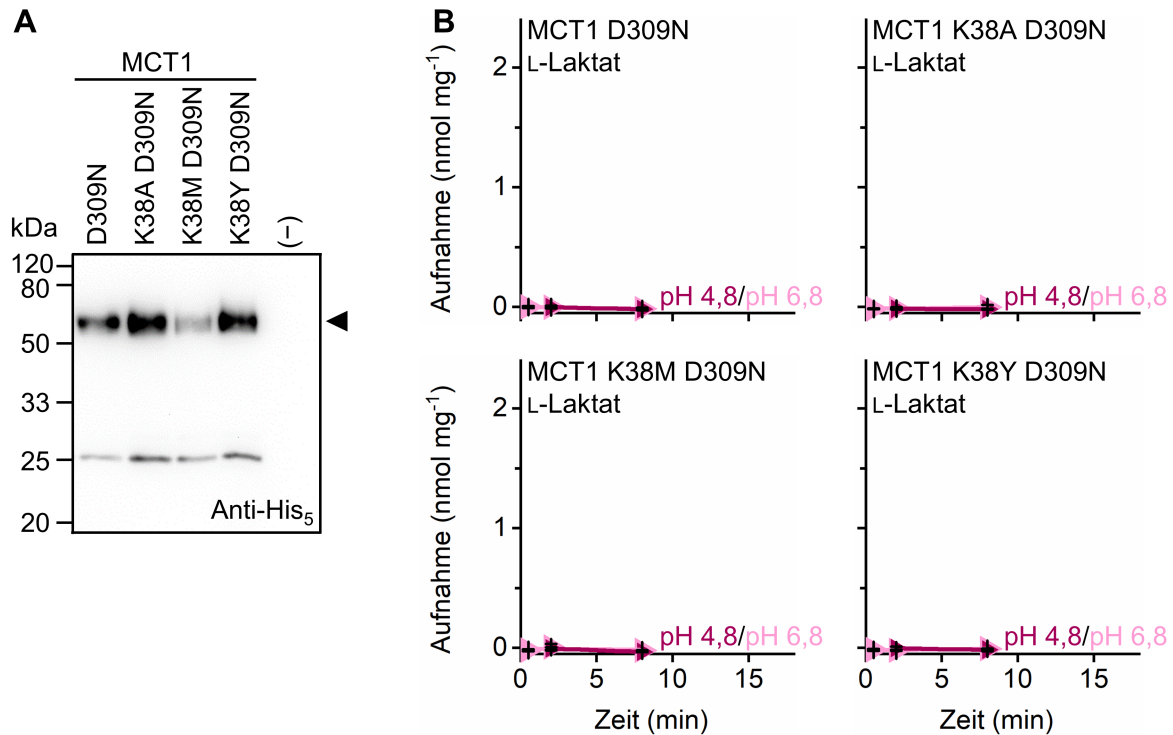 A
MCT1
D309N
K38A D309N
K38M D309N
K38Y D309N
(−)
kDa
120
80
50
33
25
20
Anti-His5
B
Aufnahme (nmol mg-1)
2
1
0
MCT1 D309N
L-Laktat
pH 4,8/pH 6,8
MCT1 K38A D309N
L-Laktat
pH 4,8/pH 6,8
Aufnahme (nmol mg-1)
2
1
0
MCT1 K38M D309N
L-Laktat
pH 4,8/pH 6,8
0 5 10 15
Zeit (min)
MCT1 K38Y D309N
L-Laktat
pH 4,8/pH 6,8
0 5 10 15
Zeit (min)